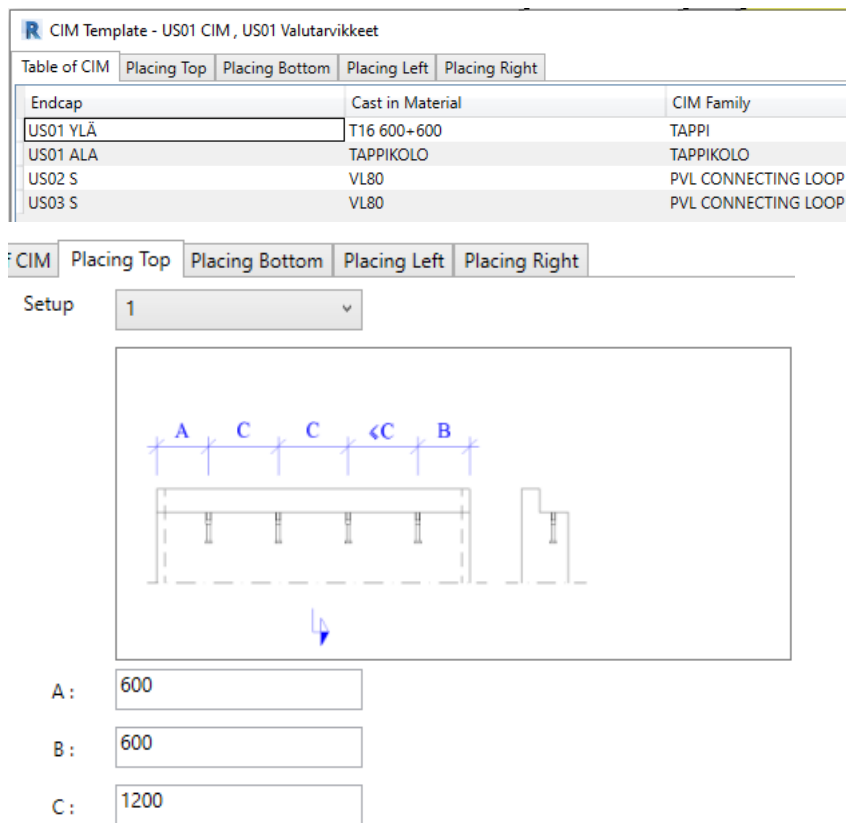 R CIM Template - US01 CIM , US01 Valutarvikkeet
Table of CIM Placing Top Placing Bottom Placing Left Placing Right
Endcap Cast in Material CIM Family
US01 YLÄ T16 600+600 TAPPI
US01 ALA TAPPIKOLO TAPPIKOLO
US02 S VL80 PVL CONNECTING LOOP
US03 S VL80 PVL CONNECTING LOOP
CIM Placing Top Placing Bottom Placing Left Placing Right
Setup 1
A C C ≤C B
A : 600
B : 600
C : 1200